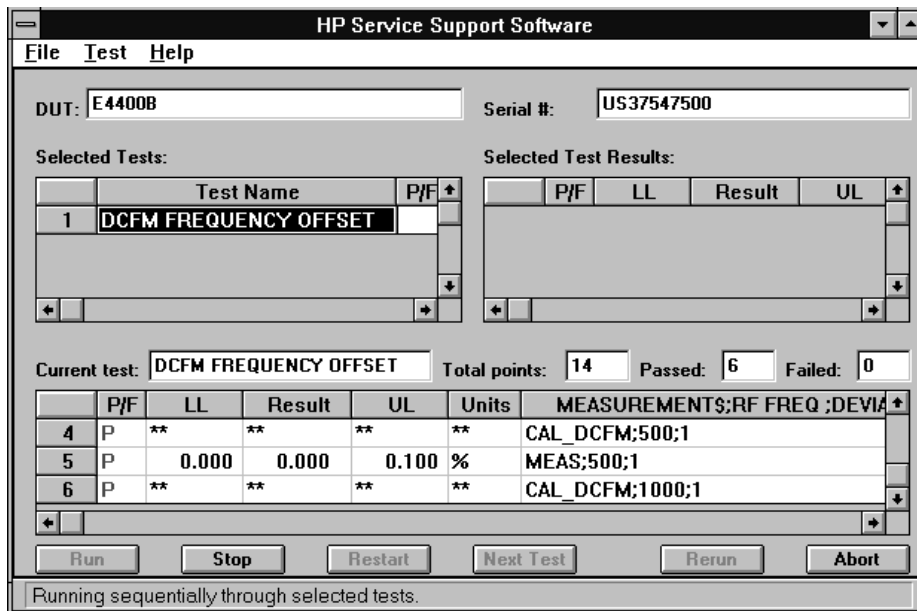 HP Service Support Software
File Test Help
DUT: E4400B Serial #: US37547500
Selected Tests: Selected Test Results:
Test Name P/F P/F LL Result UL
1 DCFM FREQUENCY OFFSET
Current test: DCFM FREQUENCY OFFSET Total points: 14 Passed: 6 Failed: 0
P/F LL Result UL Units MEASUREMENT$;RF FREQ ;DEVIA
4 P ** ** ** ** CAL_DCFM;500;1
5 P 0.000 0.000 0.100 % MEAS;500;1
6 P ** ** ** ** CAL_DCFM;1000;1
Run Stop Restart Next Test Rerun Abort
Running sequentially through selected tests.